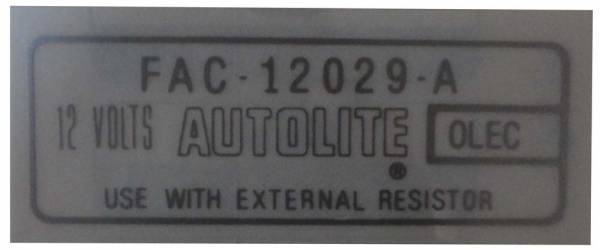 FAC-12029-A
12 VOLTS AUTOLITE® OLEC
USE WITH EXTERNAL RESISTOR